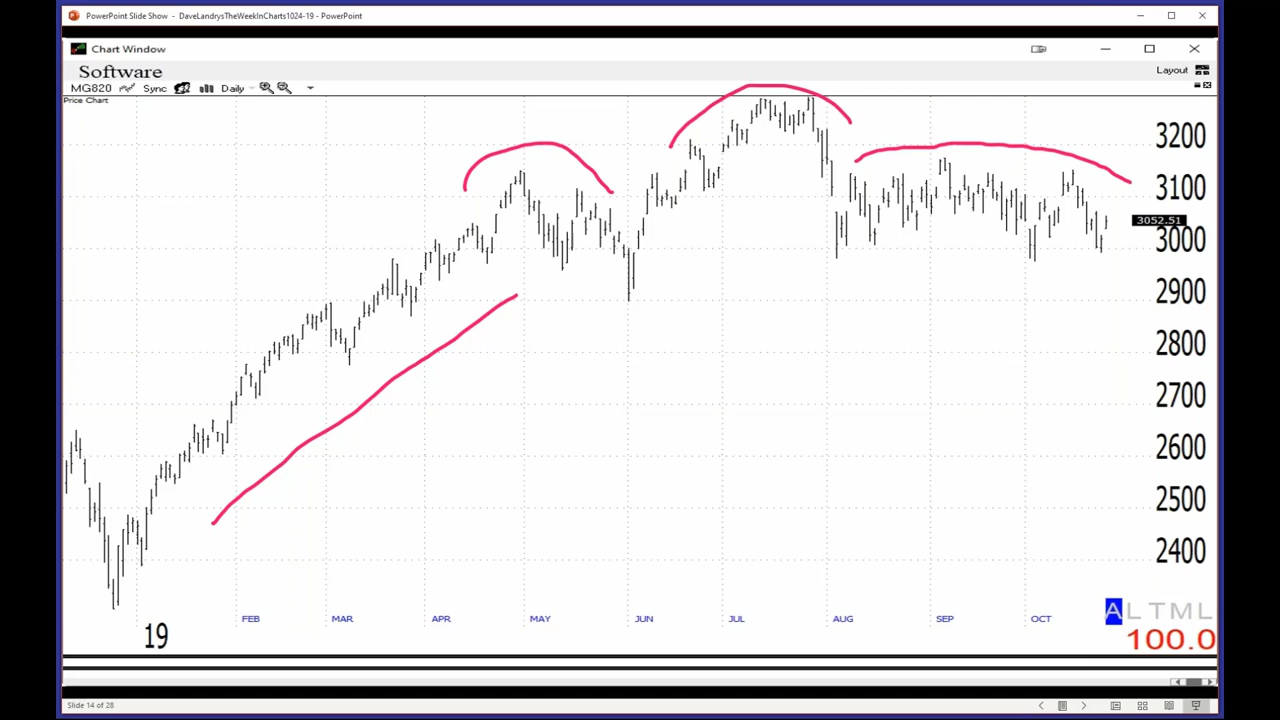 PowerPoint Slide Show - DaveLandrysTheWeekInCharts1024-19 - PowerPoint
Chart Window
Software
Layout
MG820 Sync Daily
Price Chart
3200
3100
3052.51
3000
2900
2800
2700
2600
2500
2400
A L T M L
19 FEB MAR APR MAY JUN JUL AUG SEP OCT
100.0
Slide 14 of 28